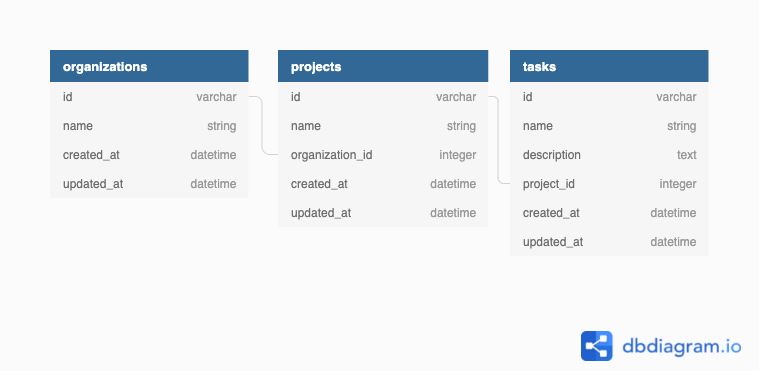 organizations
id varchar
name string
created_at datetime
updated_at datetime
projects
id varchar
name string
organization_id integer
created_at datetime
updated_at datetime
tasks
id varchar
name string
description text
project_id integer
created_at datetime
updated_at datetime
dbdiagram.io